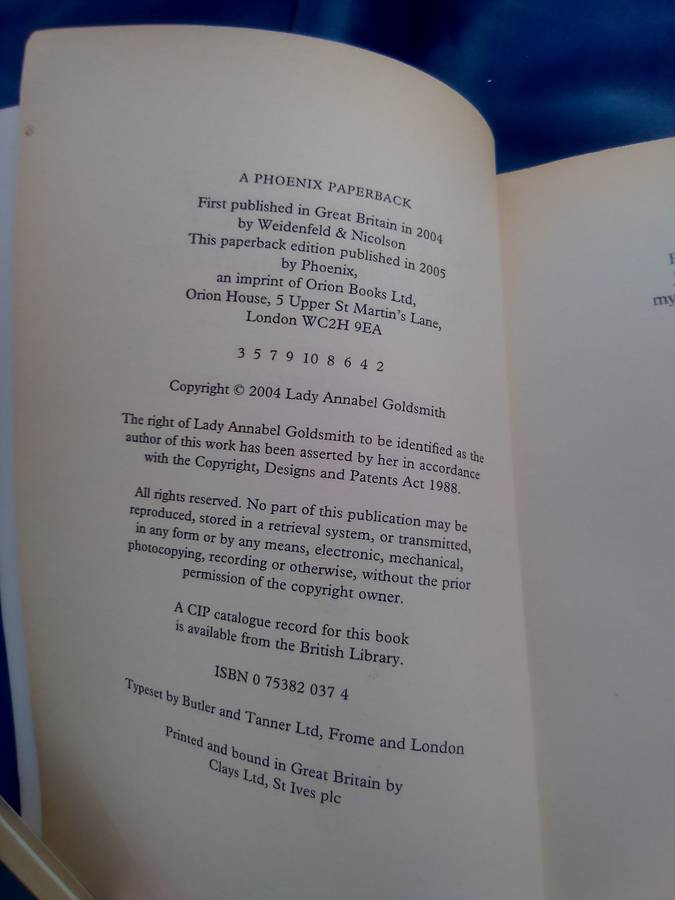 A PHOENIX PAPERBACK
First published in Great Britain in 2004
by Weidenfeld & Nicolson
This paperback edition published in 2005
by Phoenix,
an imprint of Orion Books Ltd,
Orion House, 5 Upper St Martin's Lane,
London WC2H 9EA
3 5 7 9 10 8 6 4 2
Copyright © 2004 Lady Annabel Goldsmith
The right of Lady Annabel Goldsmith to be identified as the
author of this work has been asserted by her in accordance
with the Copyright, Designs and Patents Act 1988.
All rights reserved. No part of this publication may be
reproduced, stored in a retrieval system, or transmitted,
in any form or by any means, electronic, mechanical,
photocopying, recording or otherwise, without the prior
permission of the copyright owner.
A CIP catalogue record for this book
is available from the British Library.
ISBN 0 75382 037 4
Typeset by Butler and Tanner Ltd, Frome and London
Printed and bound in Great Britain by
Clays Ltd, St Ives plc
my